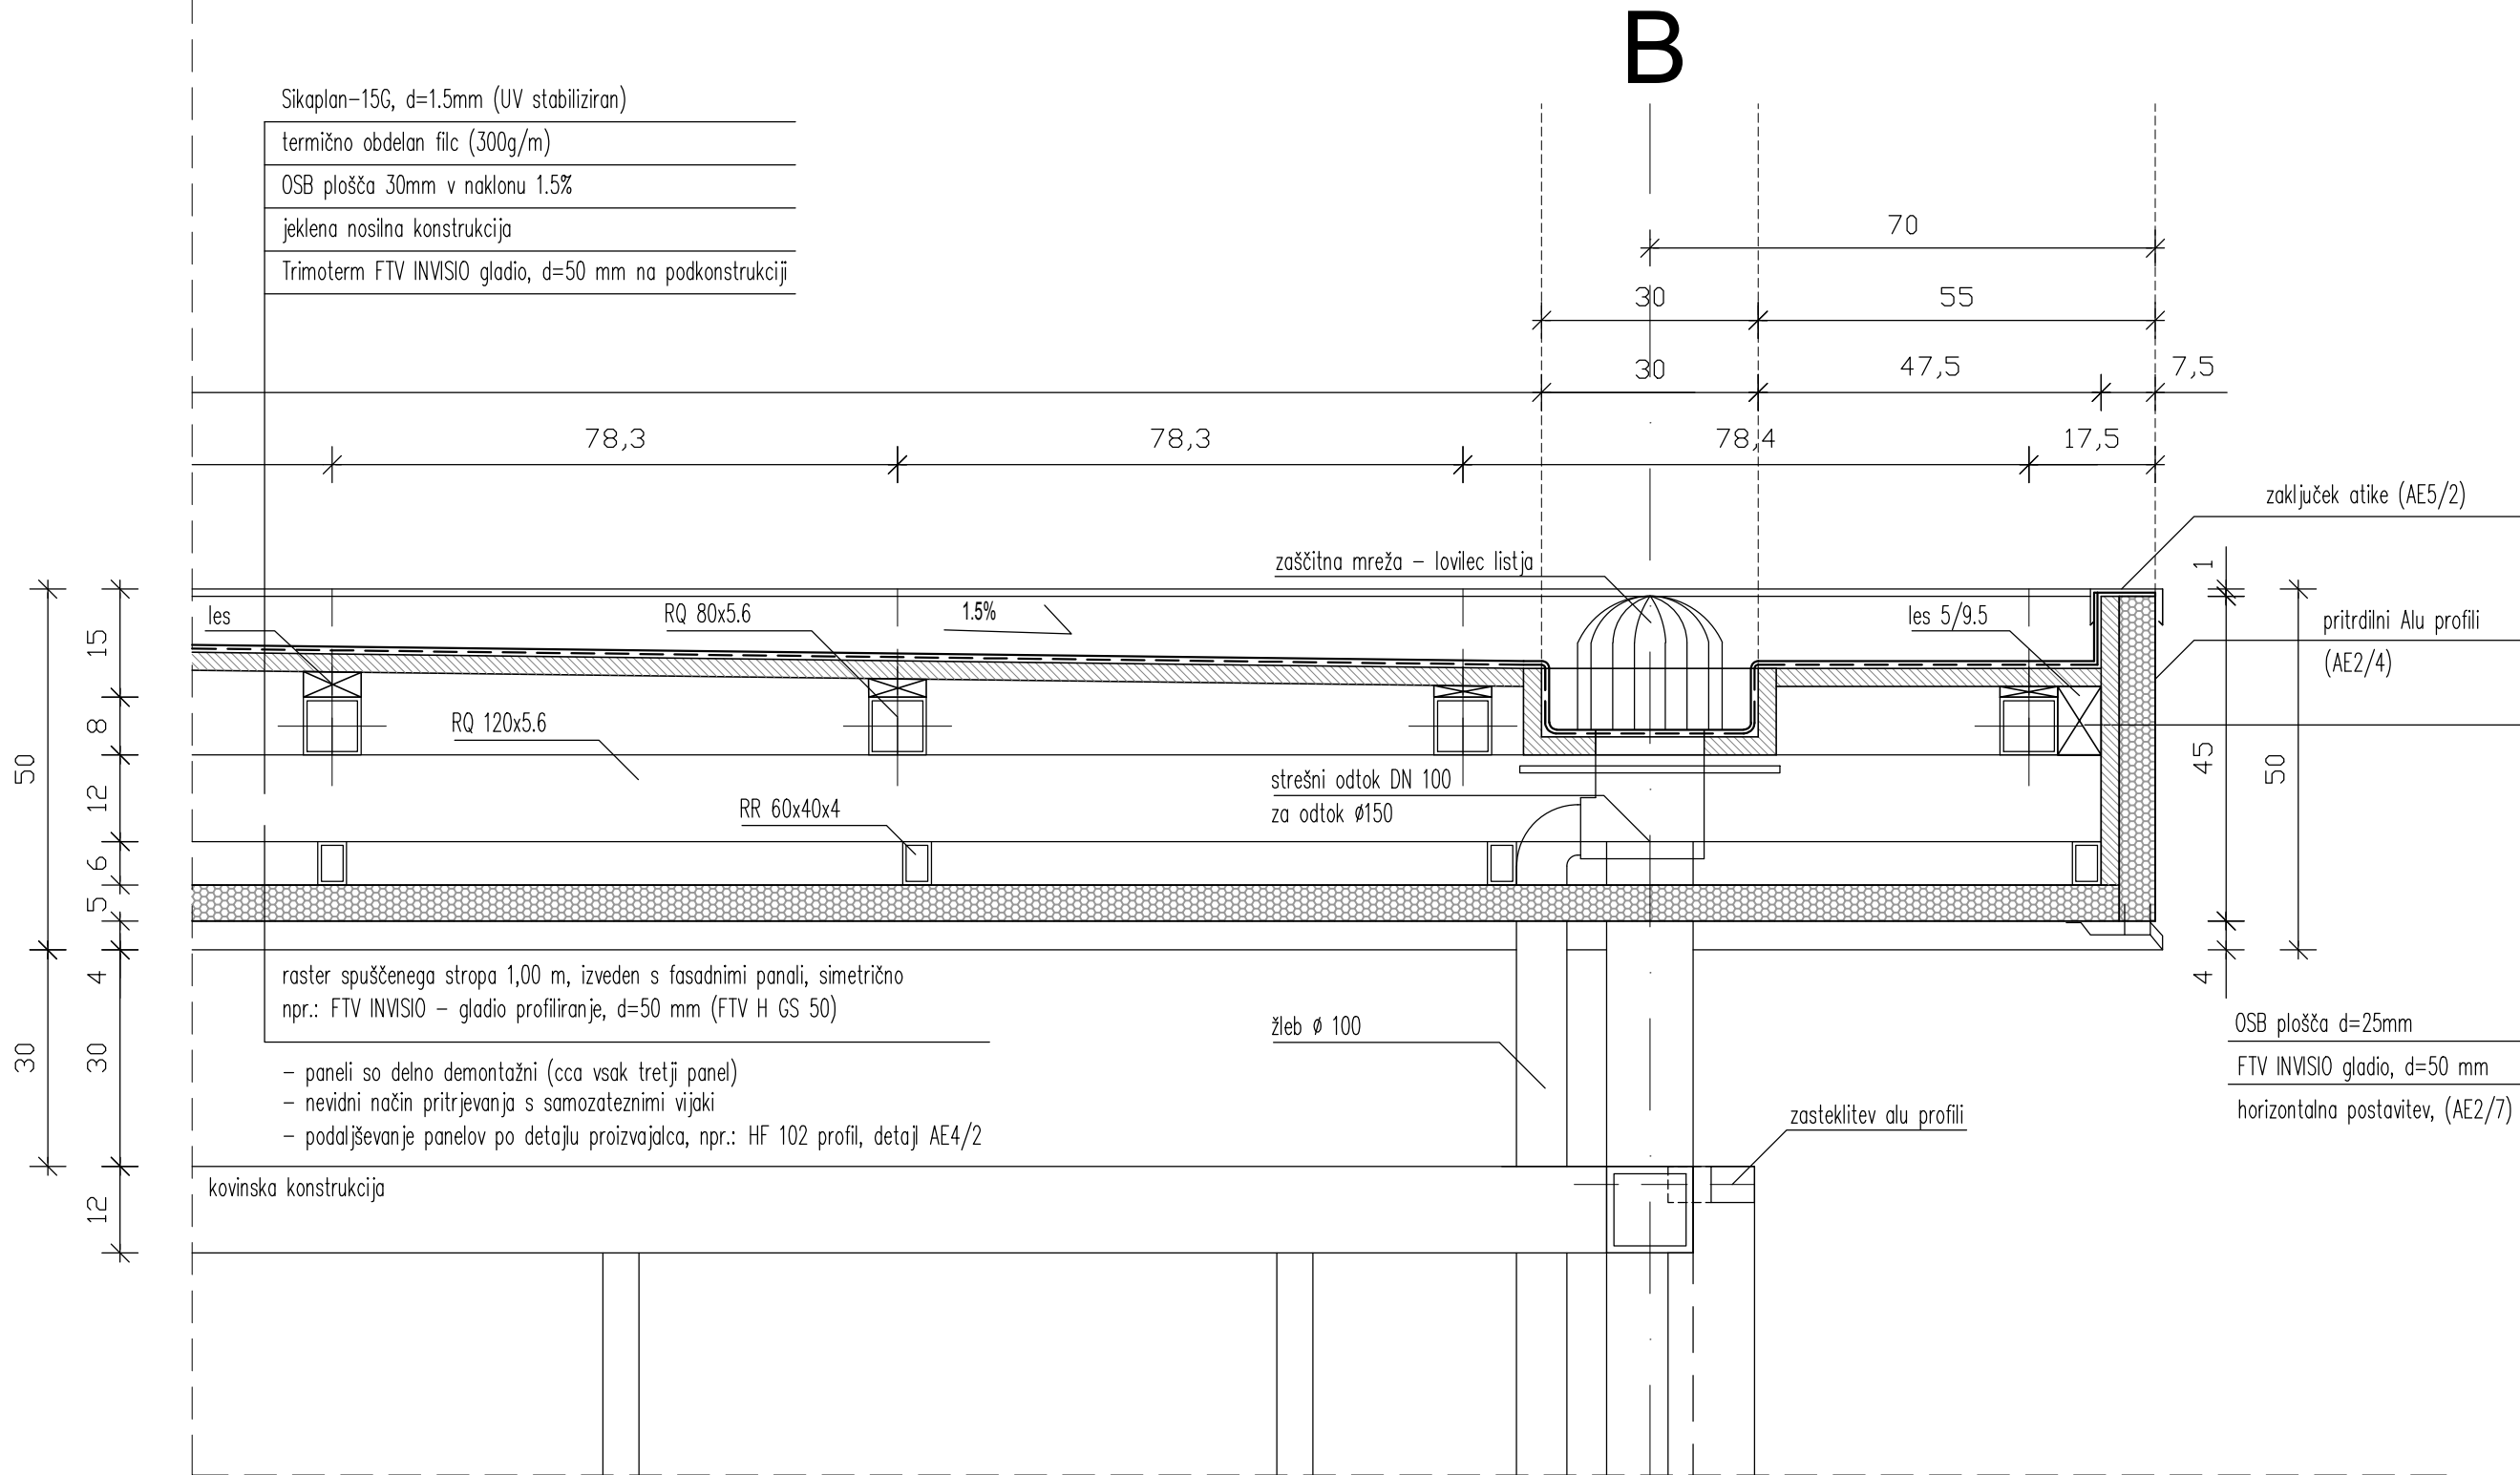 B
Sikaplan-15G, d=1.5mm (UV stabiliziran)
termično obdelan filc (300g/m)
OSB plošča 30mm v naklonu 1.5%
jeklena nosilna konstrukcija
Trimoterm FTV INVISIO gladio, d=50 mm na podkonstrukciji
70
30
55
30
47,5
7,5
78,3
78,3
78,4
17,5
zaključek atike (AE5/2)
zaščitna mreža - lovilec listja
les
RQ 80x5.6
1.5%
les 5/9.5
pritrdilni Alu profili
(AE2/4)
RQ 120x5.6
strešni odtok DN 100
za odtok ø150
RR 60x40x4
50
30
15
8
12
6
5
4
30
12
1
45
4
50
raster spuščenega stropa 1,00 m, izveden s fasadnimi panali, simetrično
npr.: FTV INVISIO - gladio profiliranje, d=50 mm (FTV H GS 50)
- paneli so delno demontažni (cca vsak tretji panel)
- nevidni način pritrjevanja s samozateznimi vijaki
- podaljševanje panelov po detajlu proizvajalca, npr.: HF 102 profil, detajl AE4/2
žleb ø 100
OSB plošča d=25mm
FTV INVISIO gladio, d=50 mm
horizontalna postavitev, (AE2/7)
zasteklitev alu profili
kovinska konstrukcija